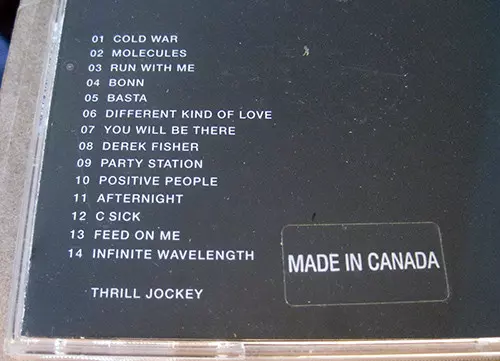 01 COLD WAR
02 MOLECULES
03 RUN WITH ME
04 BONN
05 BASTA
06 DIFFERENT KIND OF LOVE
07 YOU WILL BE THERE
08 DEREK FISHER
09 PARTY STATION
10 POSITIVE PEOPLE
11 AFTERNIGHT
12 C SICK
13 FEED ON ME
14 INFINITE WAVELENGTH
MADE IN CANADA
THRILL JOCKEY